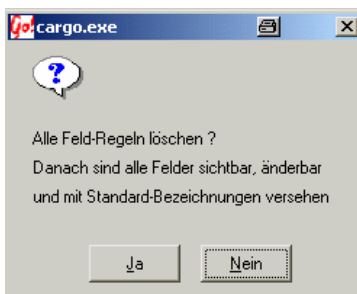 Go! cargo.exe
?
Alle Feld-Regeln löschen ?
Danach sind alle Felder sichtbar, änderbar
und mit Standard-Bezeichnungen versehen
Ja Nein